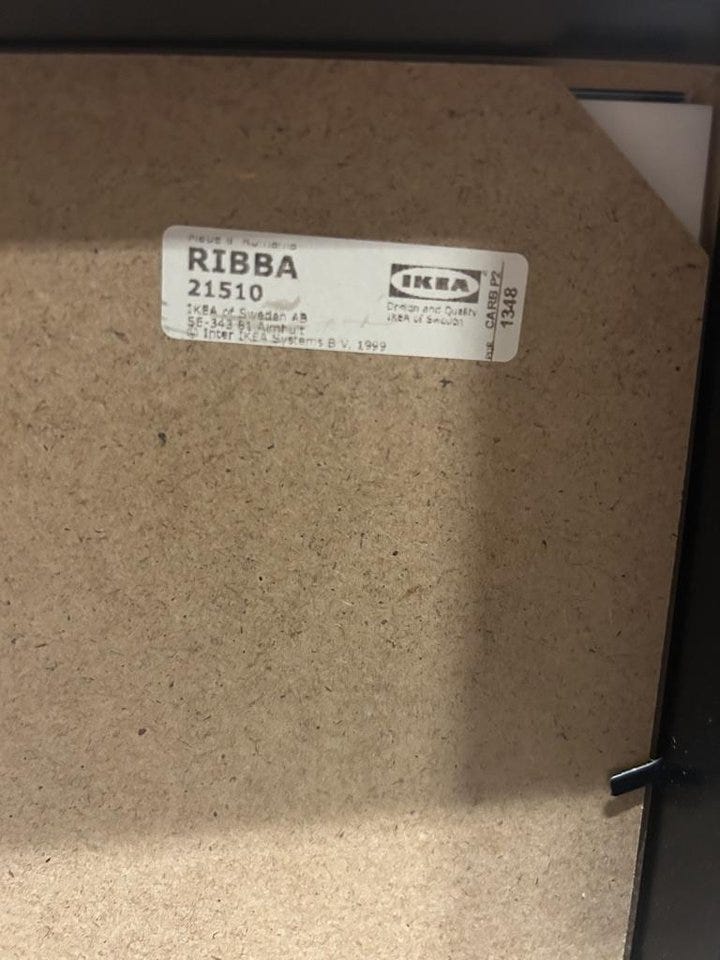 RIBBA
21510
IKEA of Sweden AB
SE-343 81 Älmhult
© Inter IKEA Systems B.V. 1999
IKEA
Design and Quality
IKEA of Sweden
CARB P2
1348